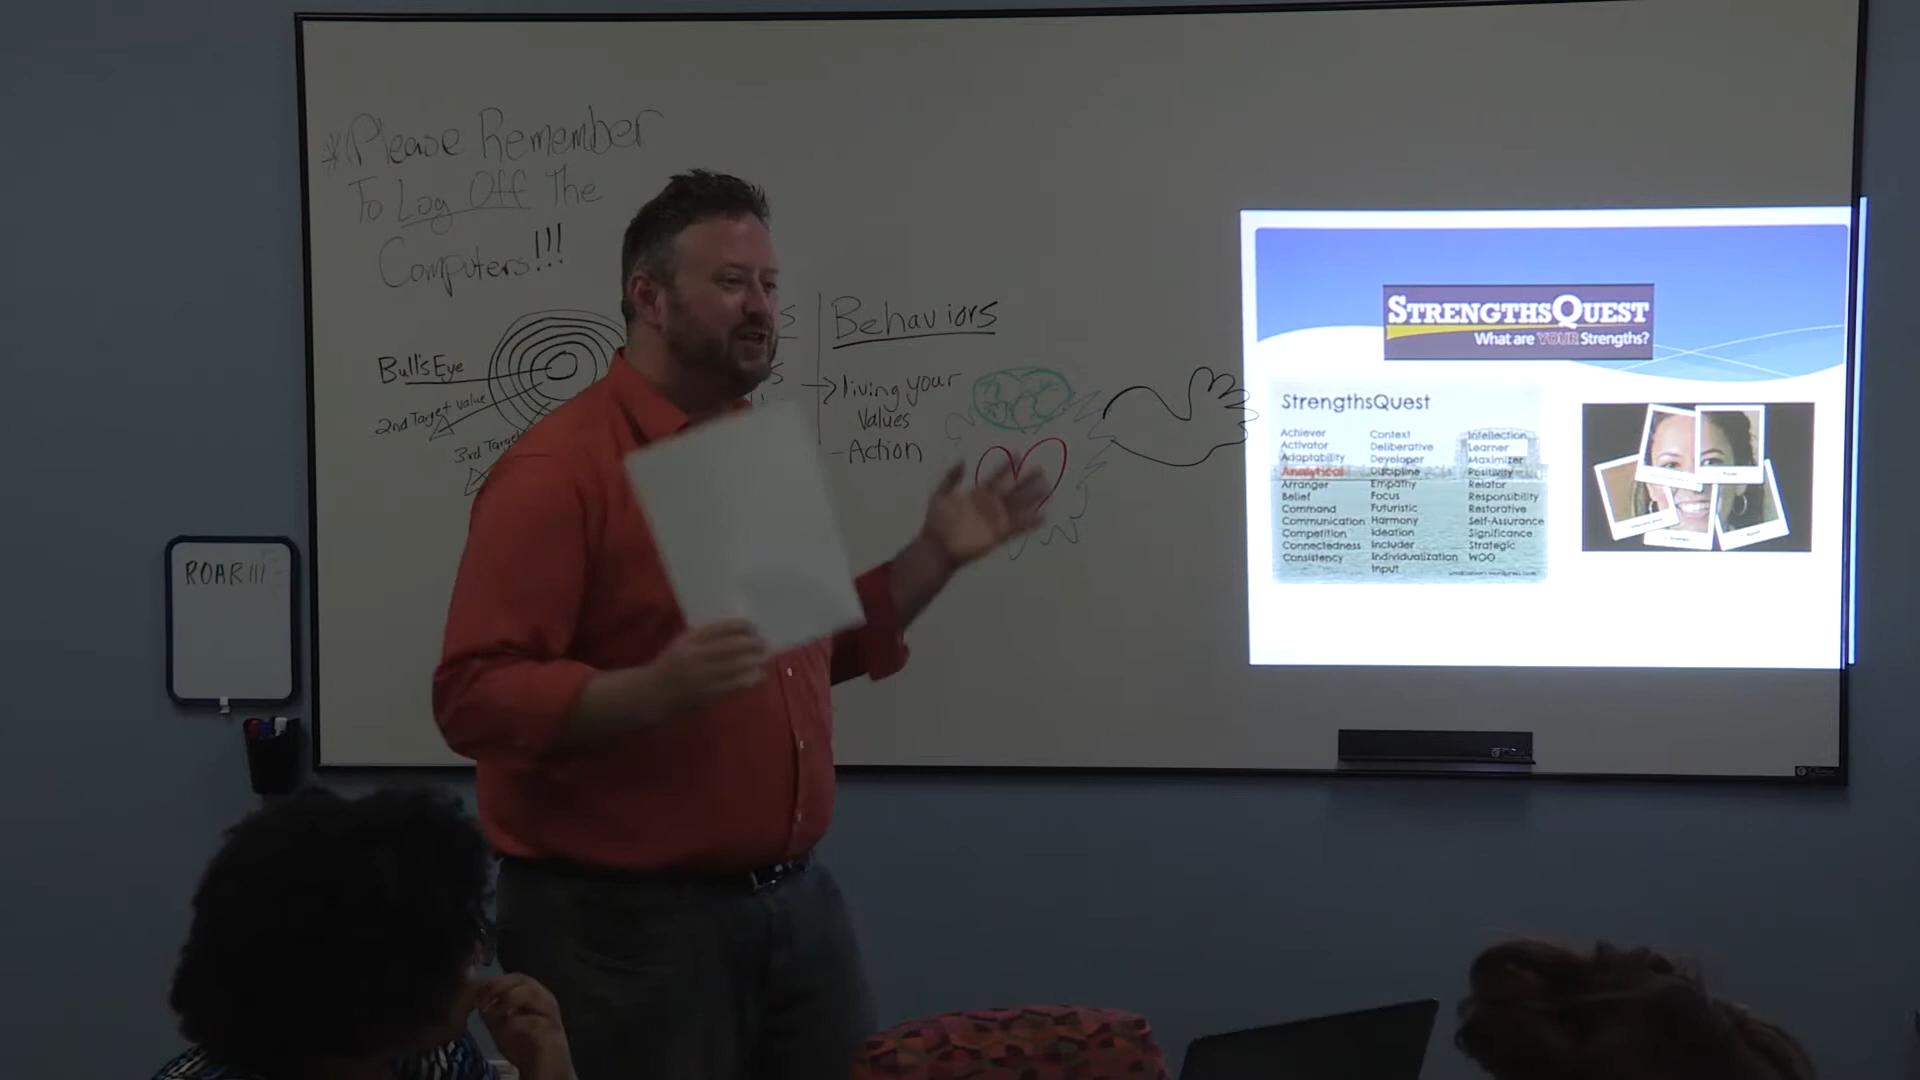 *Please Remember
To Log Off The
Computers!!!
Bull's Eye
2nd Target Value
3rd Target
S
Behaviors
living your
Values
- Action
ROAR!!!
STRENGTHSQUEST
What are YOUR Strengths?
StrengthsQuest
Achiever
Activator
Adaptability
Analytical
Arranger
Belief
Command
Communication
Competition
Connectedness
Consistency
Context
Deliberative
Developer
Discipline
Empathy
Focus
Futuristic
Harmony
Ideation
Includer
Individualization
Input
Intellection
Learner
Maximizer
Positivity
Relator
Responsibility
Restorative
Self-Assurance
Significance
Strategic
WOO